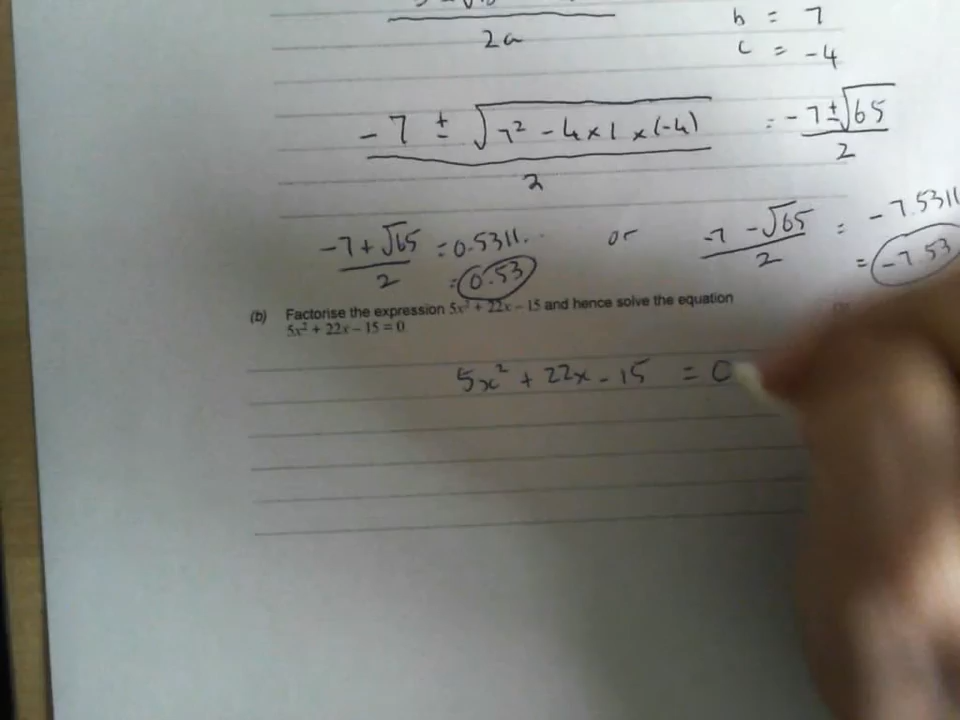 2a
b = 7
c = -4
-7 ± √7² - 4×1×(-4) / 2 = -7±√65 / 2
-7+√65 / 2 = 0.5311.. or -7-√65 / 2 = -7.5311
= 0.53 = -7.53
(b) Factorise the expression 5x² + 22x – 15 and hence solve the equation
5x² + 22x – 15 = 0
5x² + 22x - 15 = 0